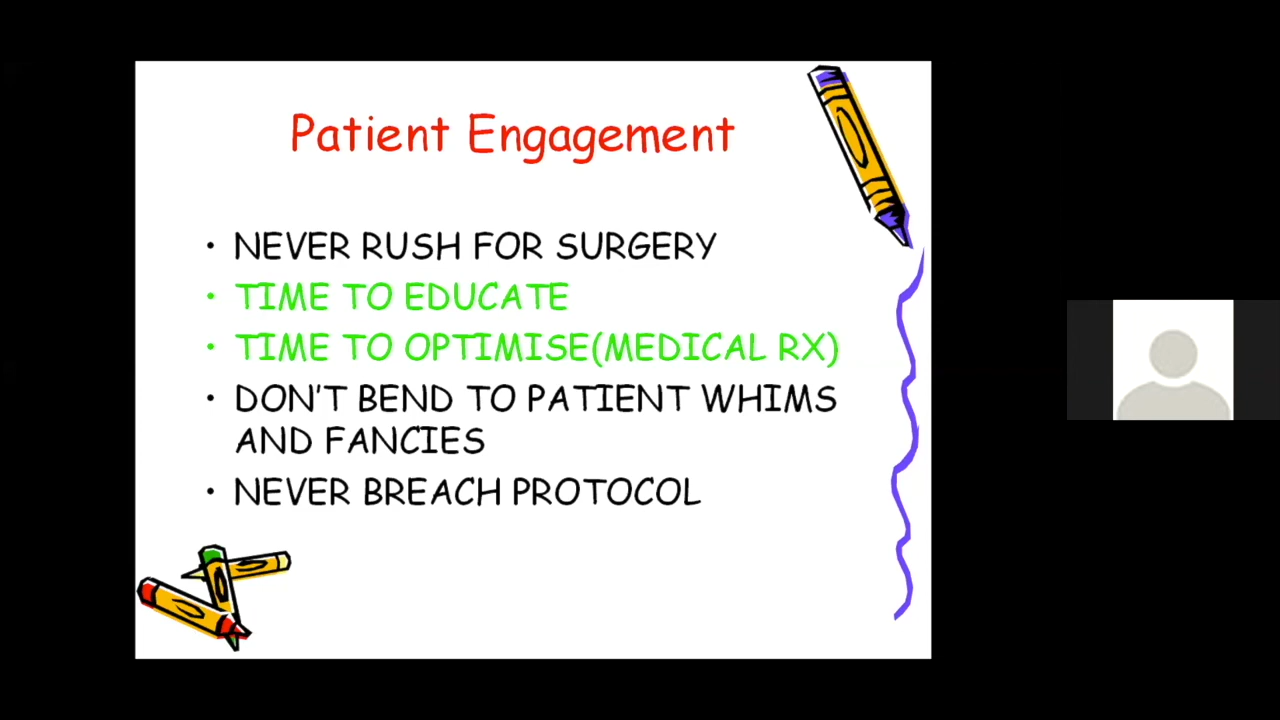 Patient Engagement
• NEVER RUSH FOR SURGERY
• TIME TO EDUCATE
• TIME TO OPTIMISE(MEDICAL RX)
• DON'T BEND TO PATIENT WHIMS
AND FANCIES
• NEVER BREACH PROTOCOL